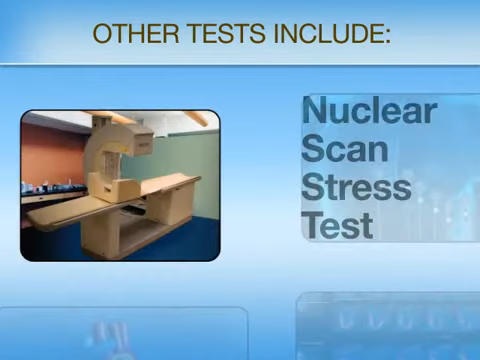 OTHER TESTS INCLUDE:
Nuclear
Scan
Stress
Test